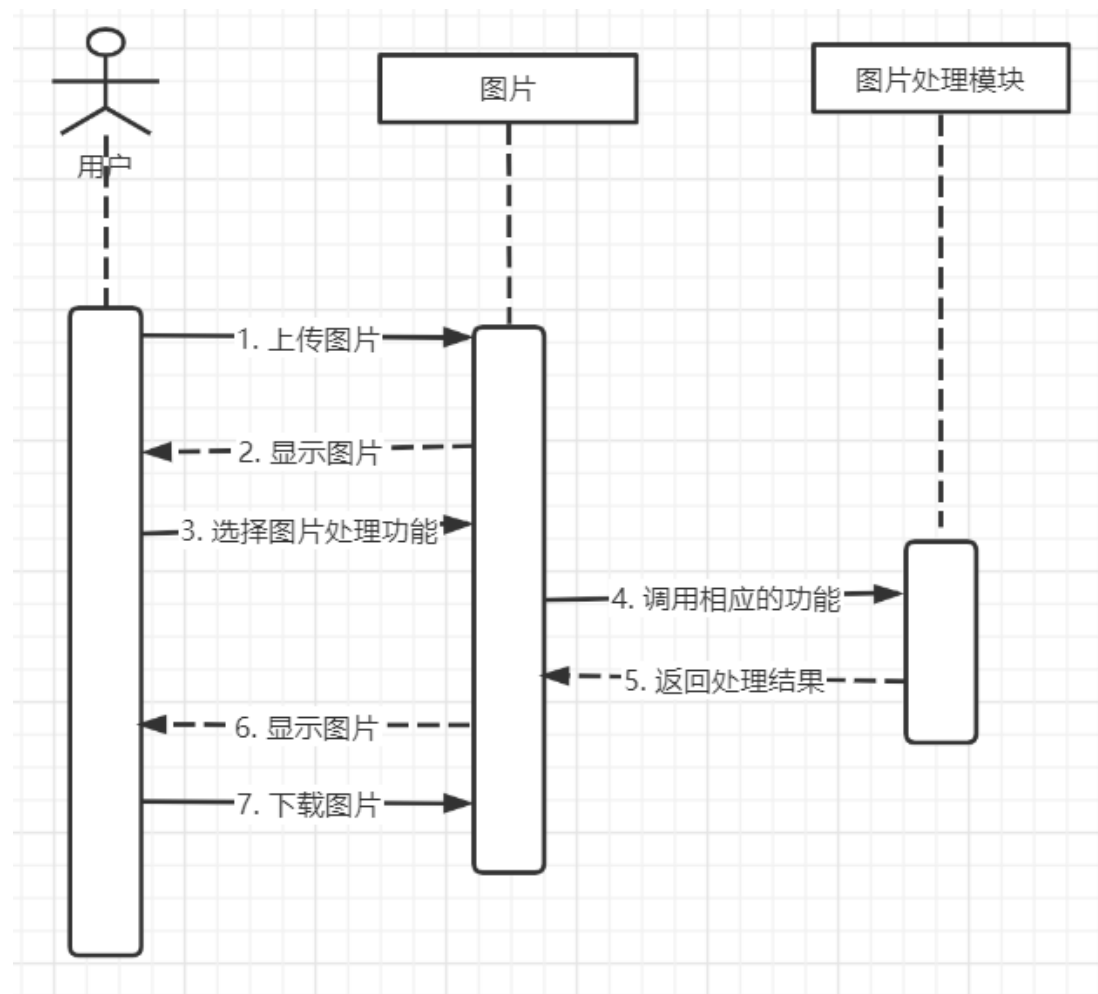 图片
图片处理模块
用户
1. 上传图片
2. 显示图片
3. 选择图片处理功能
4. 调用相应的功能
5. 返回处理结果
6. 显示图片
7. 下载图片